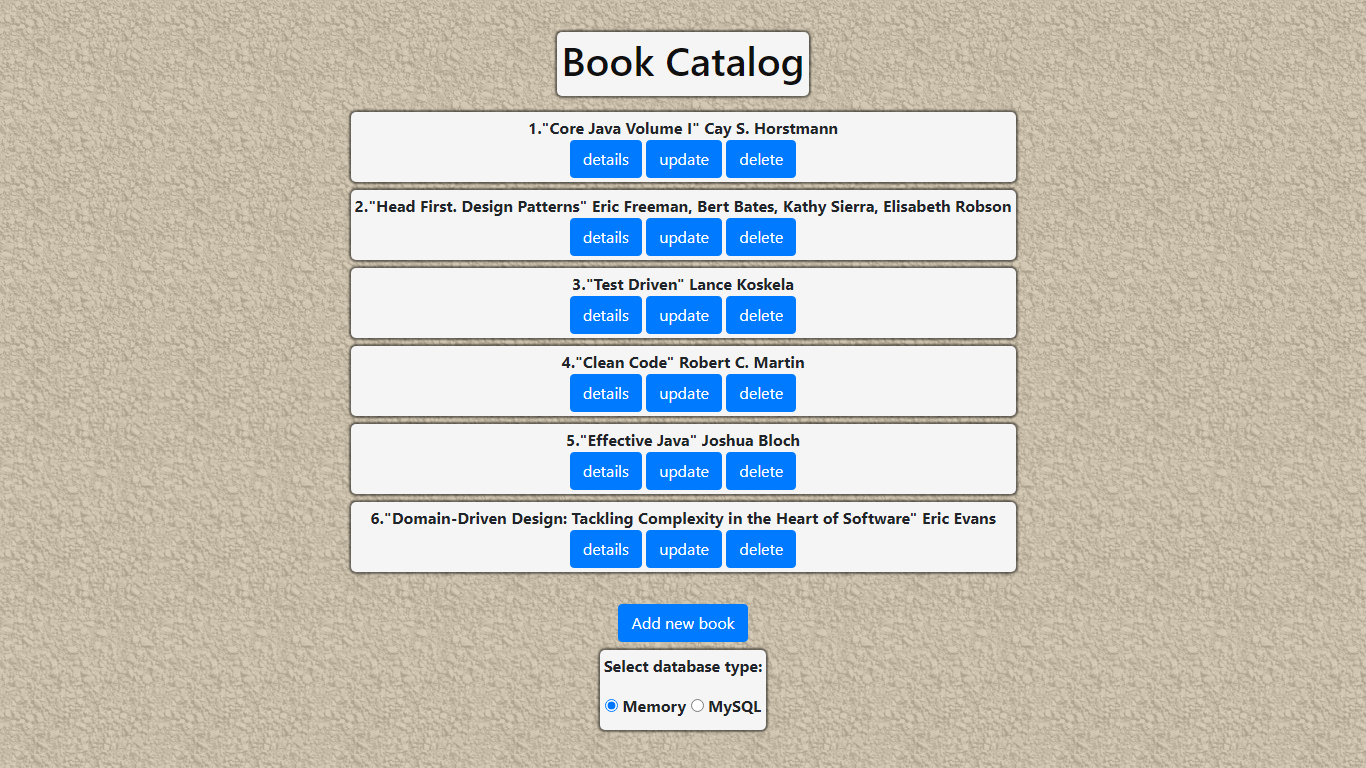 Book Catalog
1."Core Java Volume I" Cay S. Horstmann
details update delete
2."Head First. Design Patterns" Eric Freeman, Bert Bates, Kathy Sierra, Elisabeth Robson
details update delete
3."Test Driven" Lance Koskela
details update delete
4."Clean Code" Robert C. Martin
details update delete
5."Effective Java" Joshua Bloch
details update delete
6."Domain-Driven Design: Tackling Complexity in the Heart of Software" Eric Evans
details update delete
Add new book
Select database type:
Memory MySQL